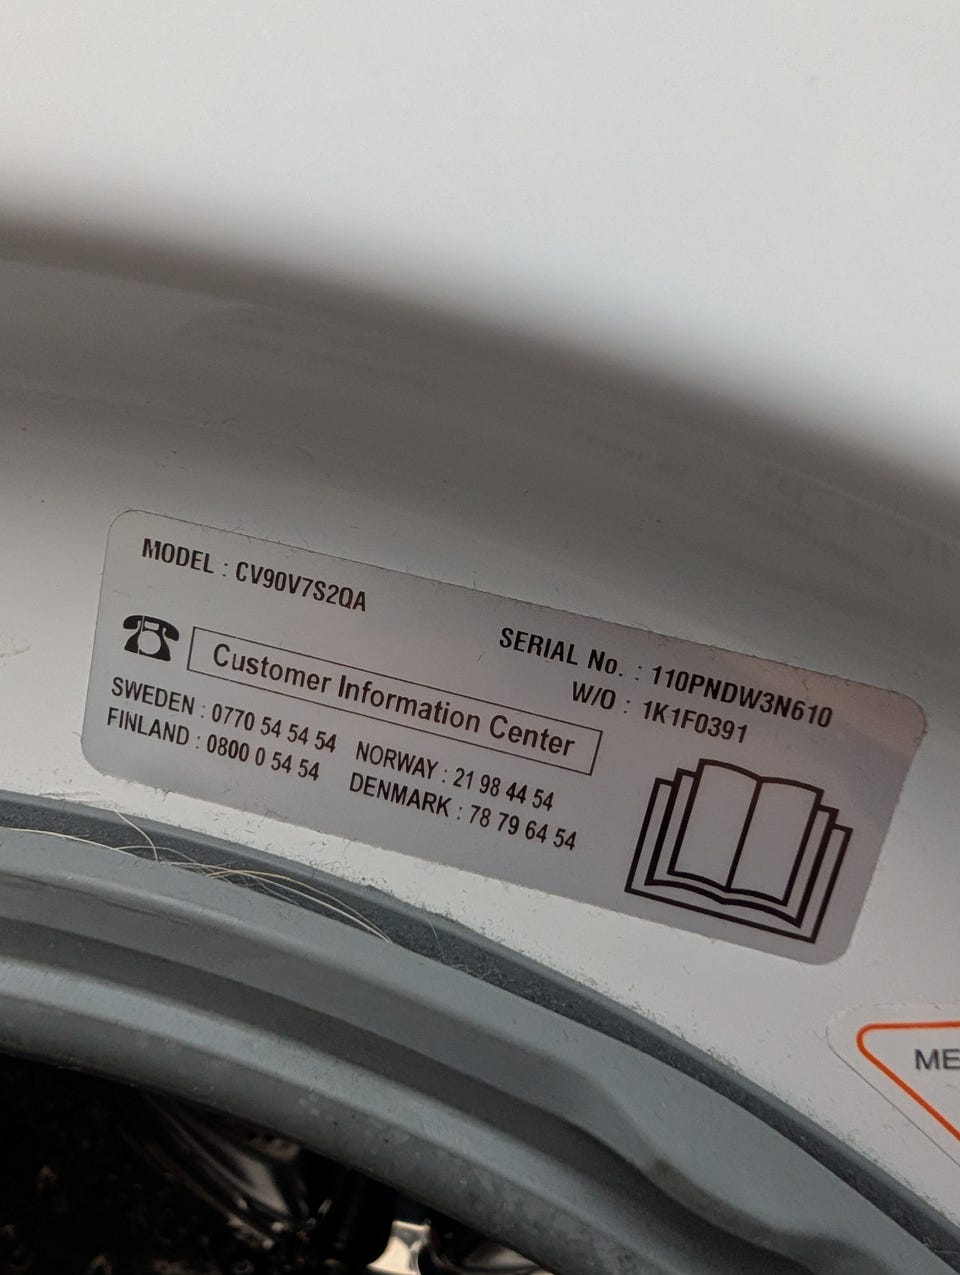 MODEL : CV90V7S2QA
SERIAL No. : 110PNDW3N610
W/O : 1K1F0391
Customer Information Center
SWEDEN : 0770 54 54 54 NORWAY : 21 98 44 54
FINLAND : 0800 0 54 54 DENMARK : 78 79 64 54
ME